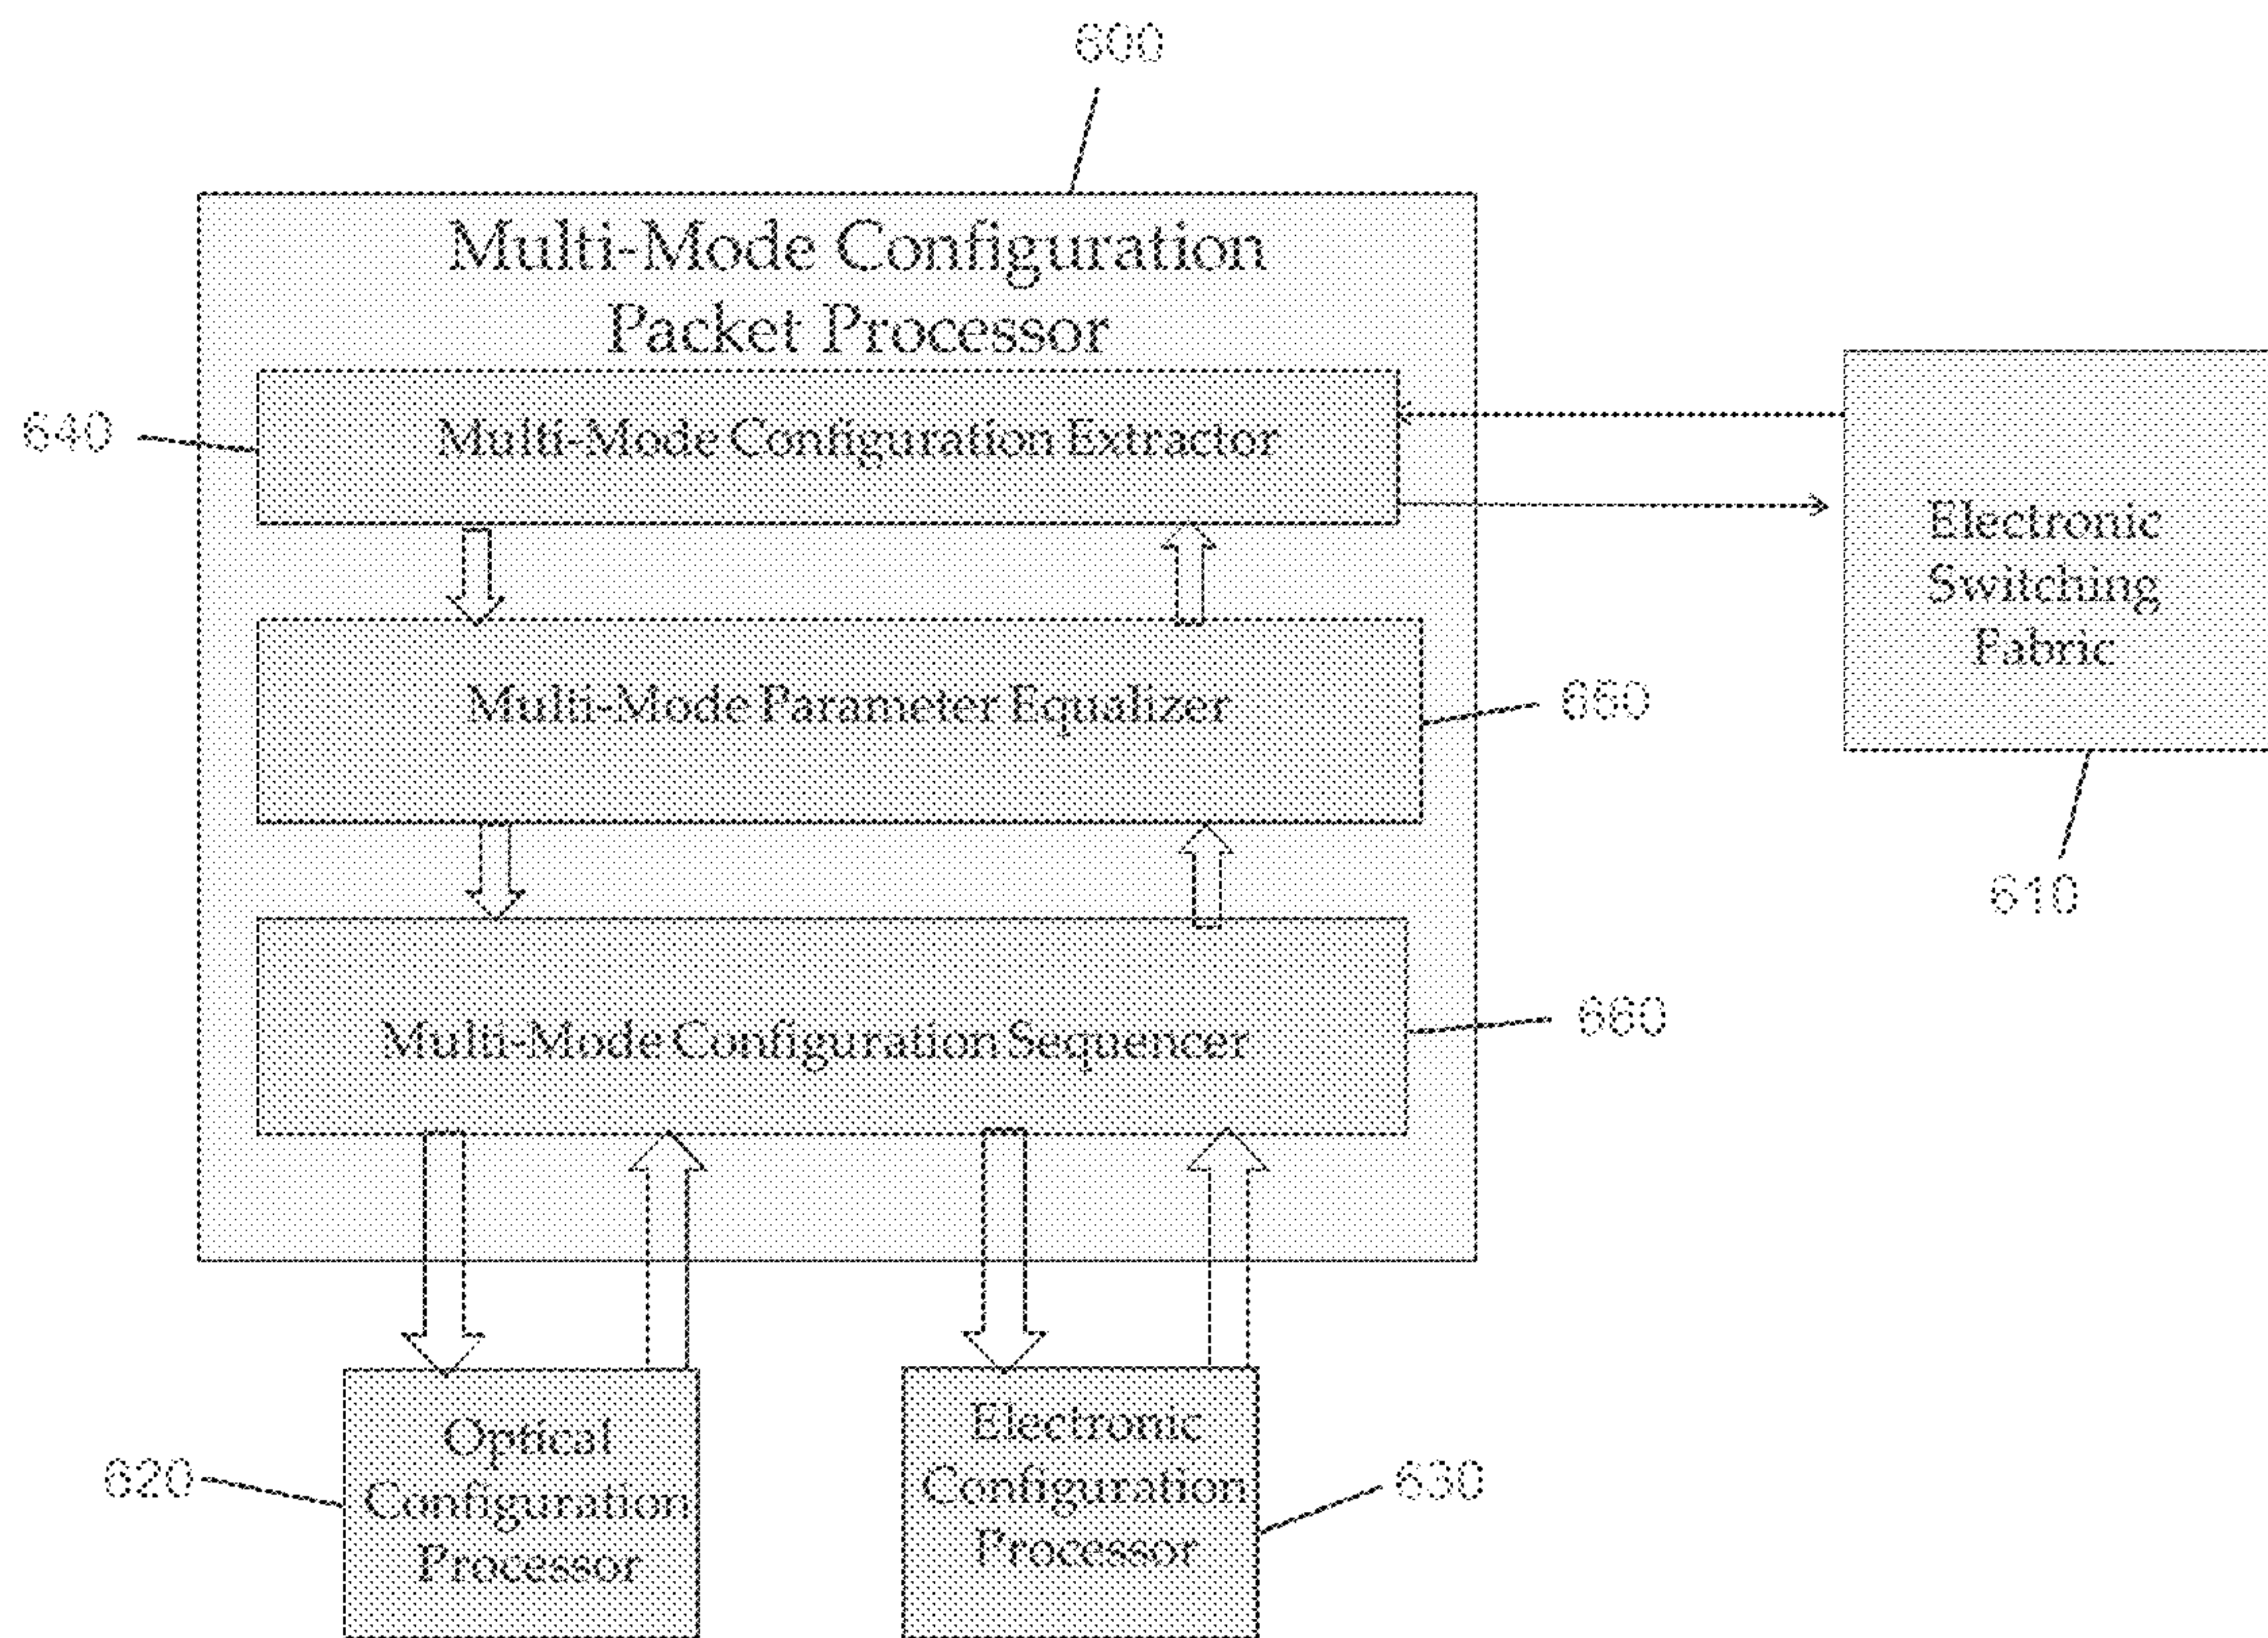 600
Multi-Mode Configuration
Packet Processor
640
Multi-Mode Configuration Extractor
Electronic
Switching
Fabric
Multi-Mode Parameter Equalizer
650
610
Multi-Mode Configuration Sequencer
660
Optical
Configuration
Processor
620
Electronic
Configuration
Processor
630